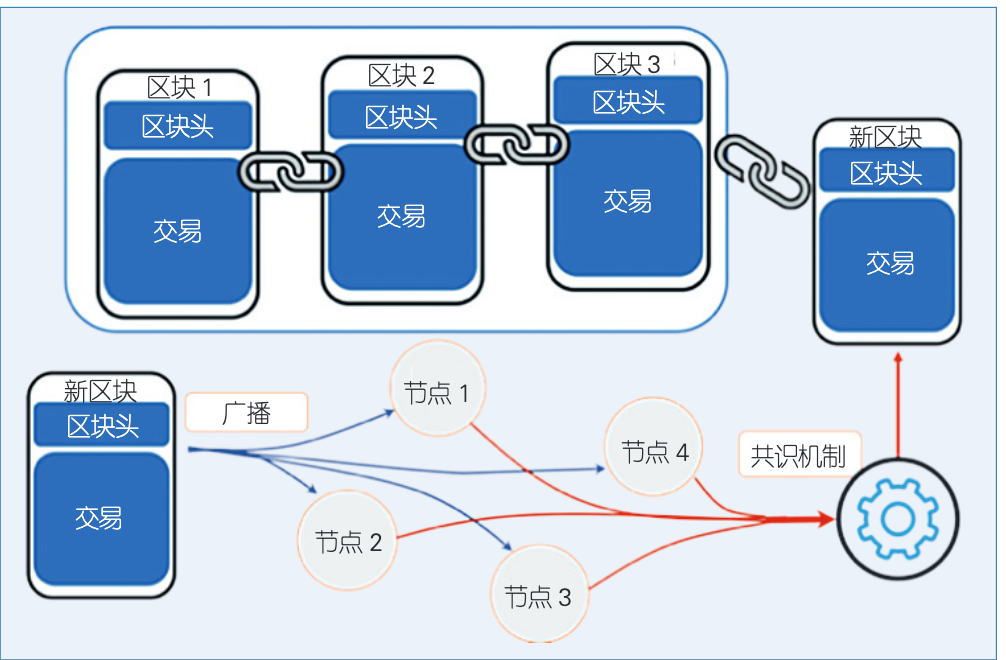 区块 1
区块头
交易
区块 2
区块头
交易
区块 3
区块头
交易
新区块
区块头
交易
新区块
区块头
交易
广播
节点 1
节点 2
节点 3
节点 4
共识机制